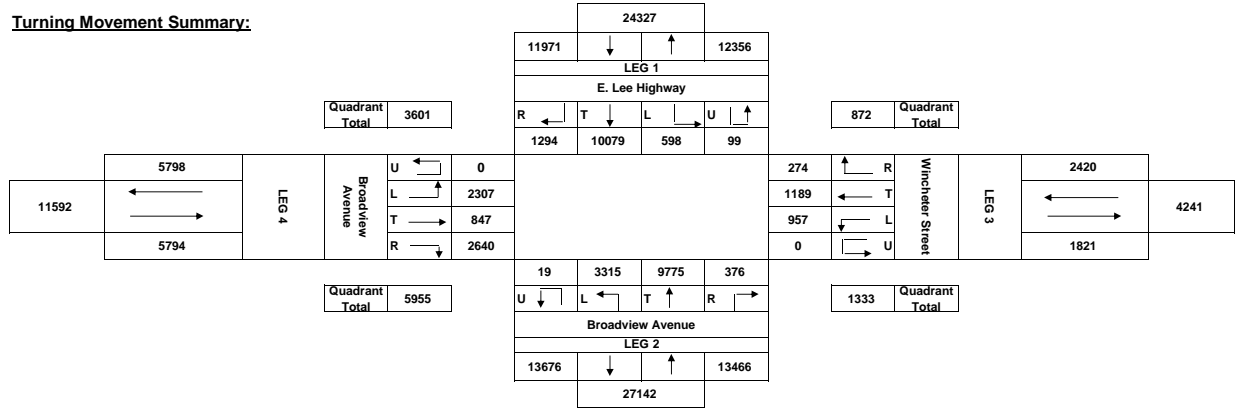 Turning Movement Summary:
24327
11971 12356
LEG 1
E. Lee Highway
Quadrant Total 3601
R T L U
Quadrant Total 872
1294 10079 598 99
5798 U 0 274 R 2420
11592 LEG 4 Broadview Avenue L 2307 1189 T Wincheter Street LEG 3 4241
T 847 957 L
5794 R 2640 0 U 1821
19 3315 9775 376
Quadrant Total 5955
U L T R
1333 Quadrant Total
Broadview Avenue
LEG 2
13676 13466
27142